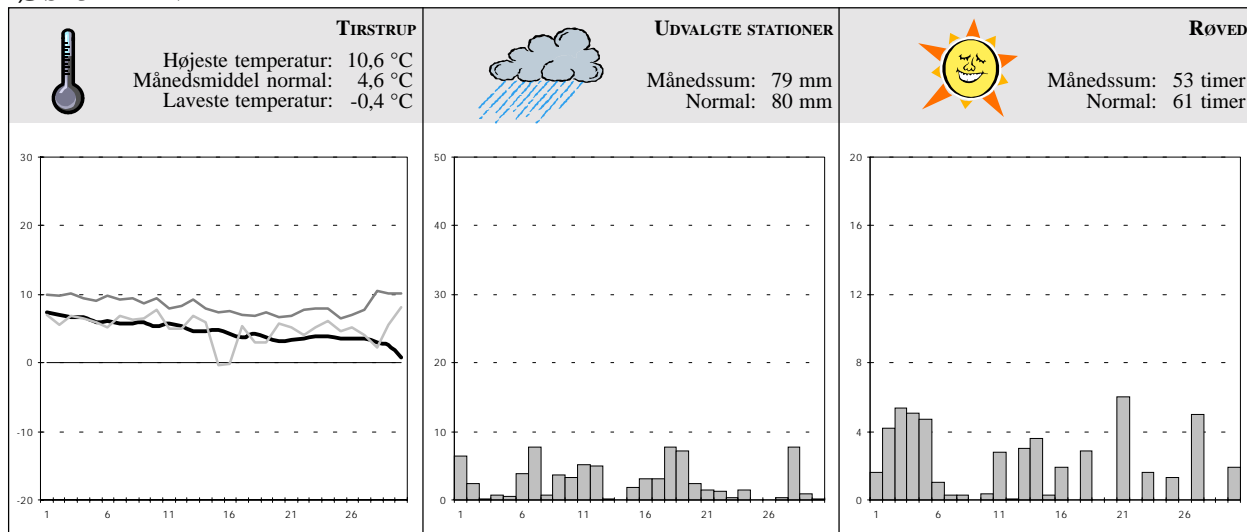 TIRSTRUP
Højeste temperatur: 10,6 °C
Månedsmiddel normal: 4,6 °C
Laveste temperatur: -0,4 °C
UDVALGTE STATIONER
Månedssum: 79 mm
Normal: 80 mm
RØVED
Månedssum: 53 timer
Normal: 61 timer
30
20
10
0
-10
-20
1 6 11 16 21 26
50
40
30
20
10
0
1 6 11 16 21 26
20
16
12
8
4
0
1 6 11 16 21 26